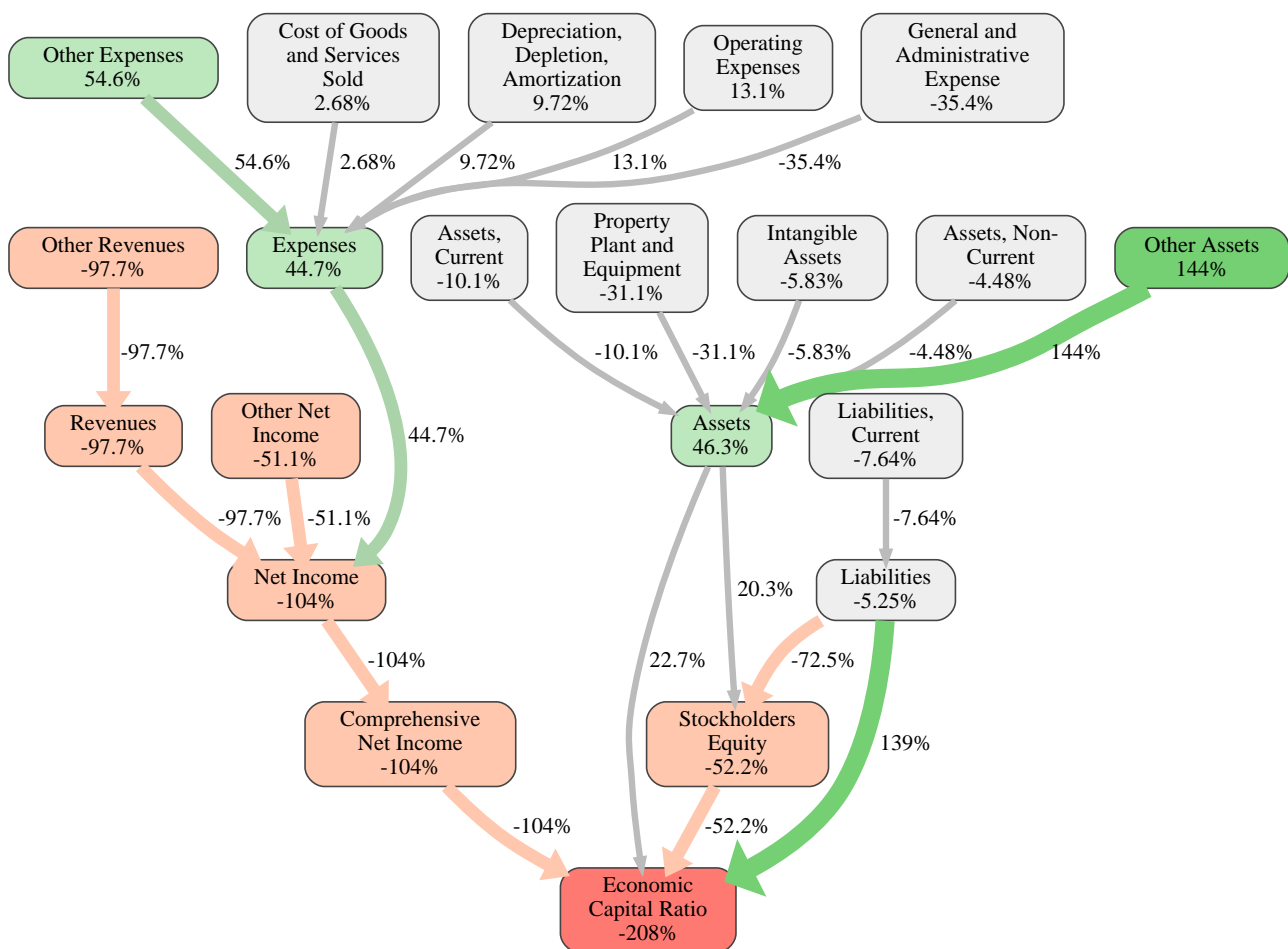 Other Expenses
54.6%
Cost of Goods
and Services
Sold
2.68%
Depreciation,
Depletion,
Amortization
9.72%
Operating
Expenses
13.1%
General and
Administrative
Expense
-35.4%
54.6%
2.68%
9.72%
13.1%
-35.4%
Other Revenues
-97.7%
Expenses
44.7%
Assets,
Current
-10.1%
Property
Plant and
Equipment
-31.1%
Intangible
Assets
-5.83%
Assets, Non-
Current
-4.48%
Other Assets
144%
-97.7%
-10.1%
-31.1%
-5.83%
-4.48%
144%
Revenues
-97.7%
Other Net
Income
-51.1%
44.7%
Assets
46.3%
Liabilities,
Current
-7.64%
-97.7%
-51.1%
-7.64%
Net Income
-104%
20.3%
Liabilities
-5.25%
-104%
22.7%
-72.5%
Comprehensive
Net Income
-104%
Stockholders
Equity
-52.2%
139%
-104%
-52.2%
Economic
Capital Ratio
-208%